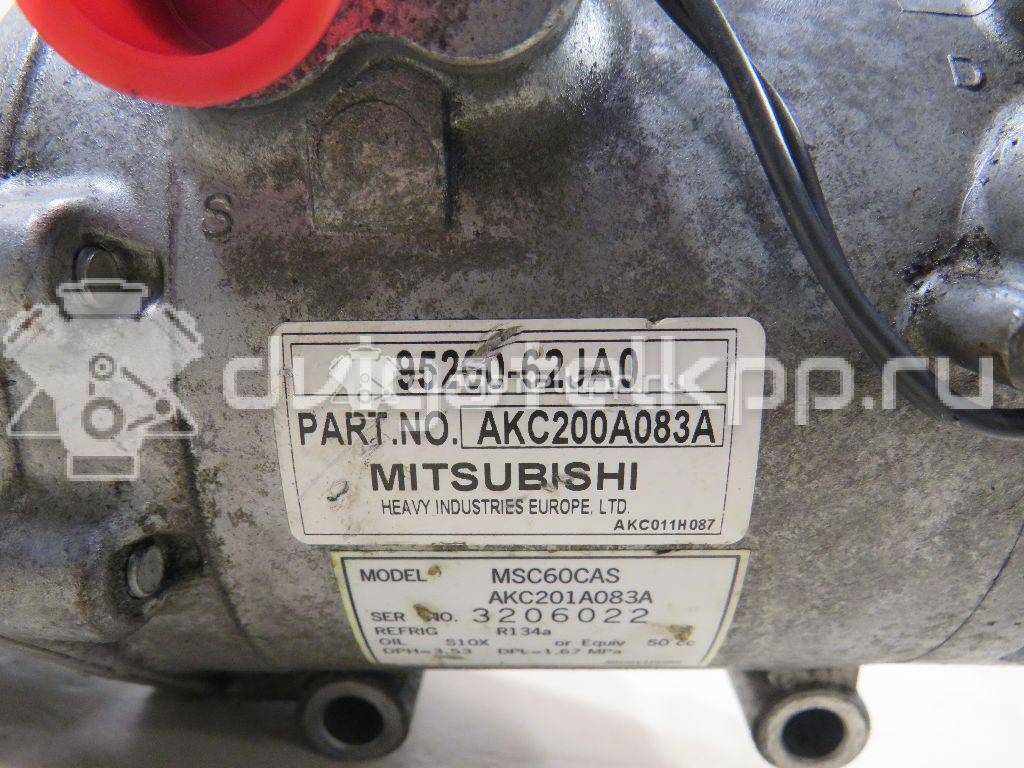 S
D
95200-62JA0
PART.NO. AKC200A083A
MITSUBISHI
HEAVY INDUSTRIES EUROPE, LTD.
AKC011H087
MODEL MSC60CAS
AKC201A083A
SER NO. 3206022
REFRIG R134a
OIL S10X or Equiv 50 cc
DPH=3.53 DPL=1.67 MPa